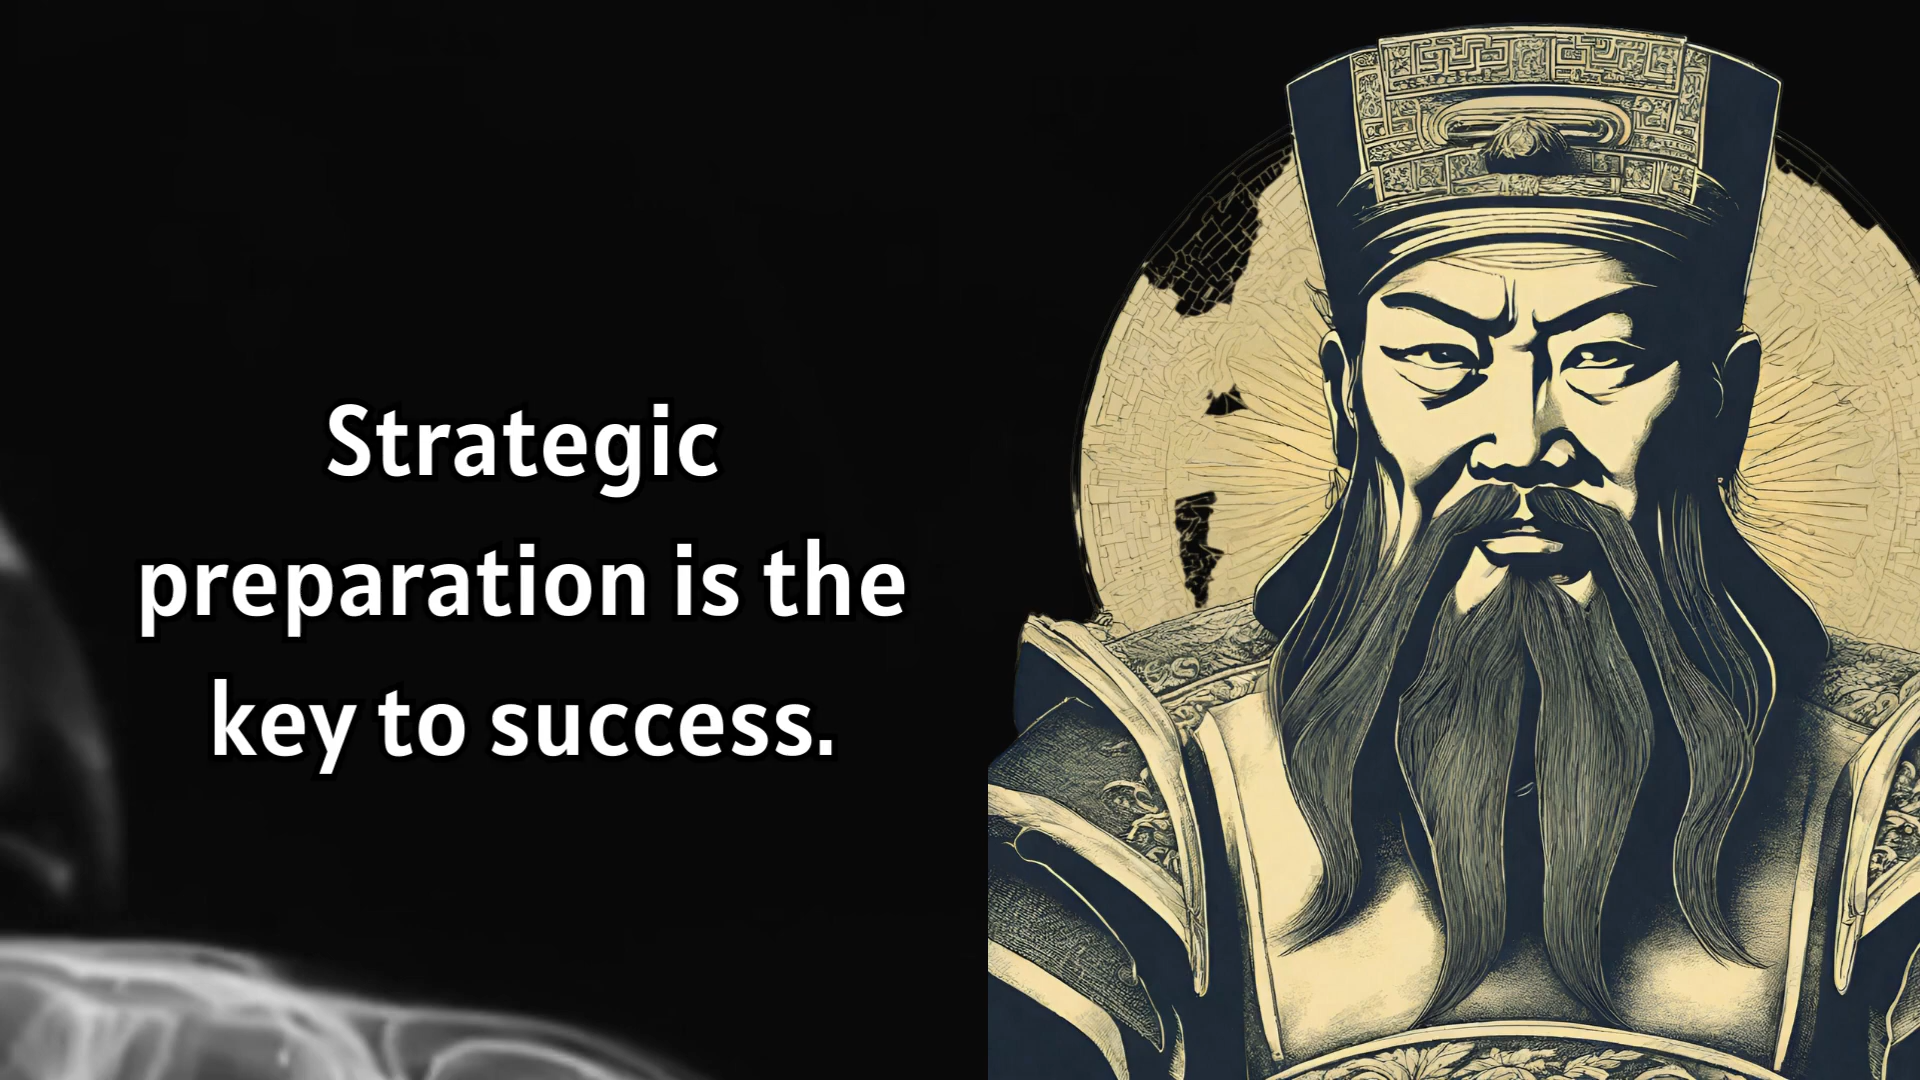 Strategic
preparation is the
key to success.